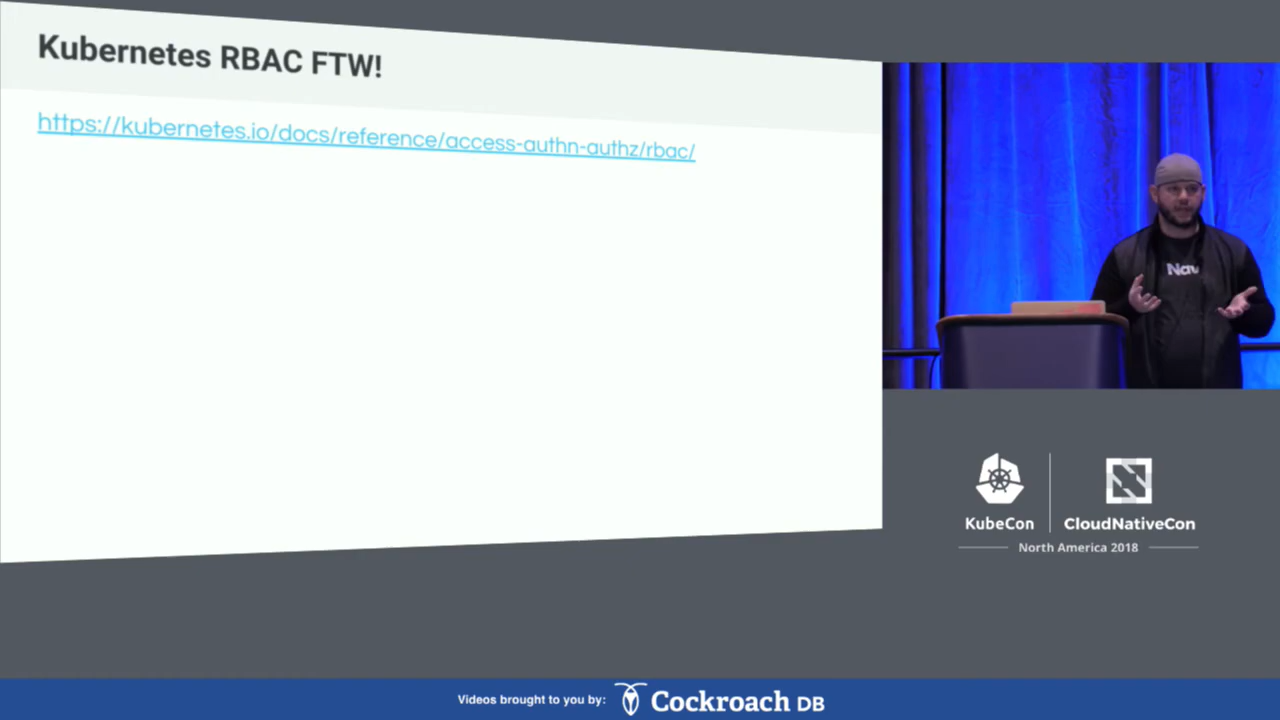 Kubernetes RBAC FTW!
https://kubernetes.io/docs/reference/access-authn-authz/rbac/
Nav
KubeCon
CloudNativeCon
North America 2018
Videos brought to you by:
Cockroach DB